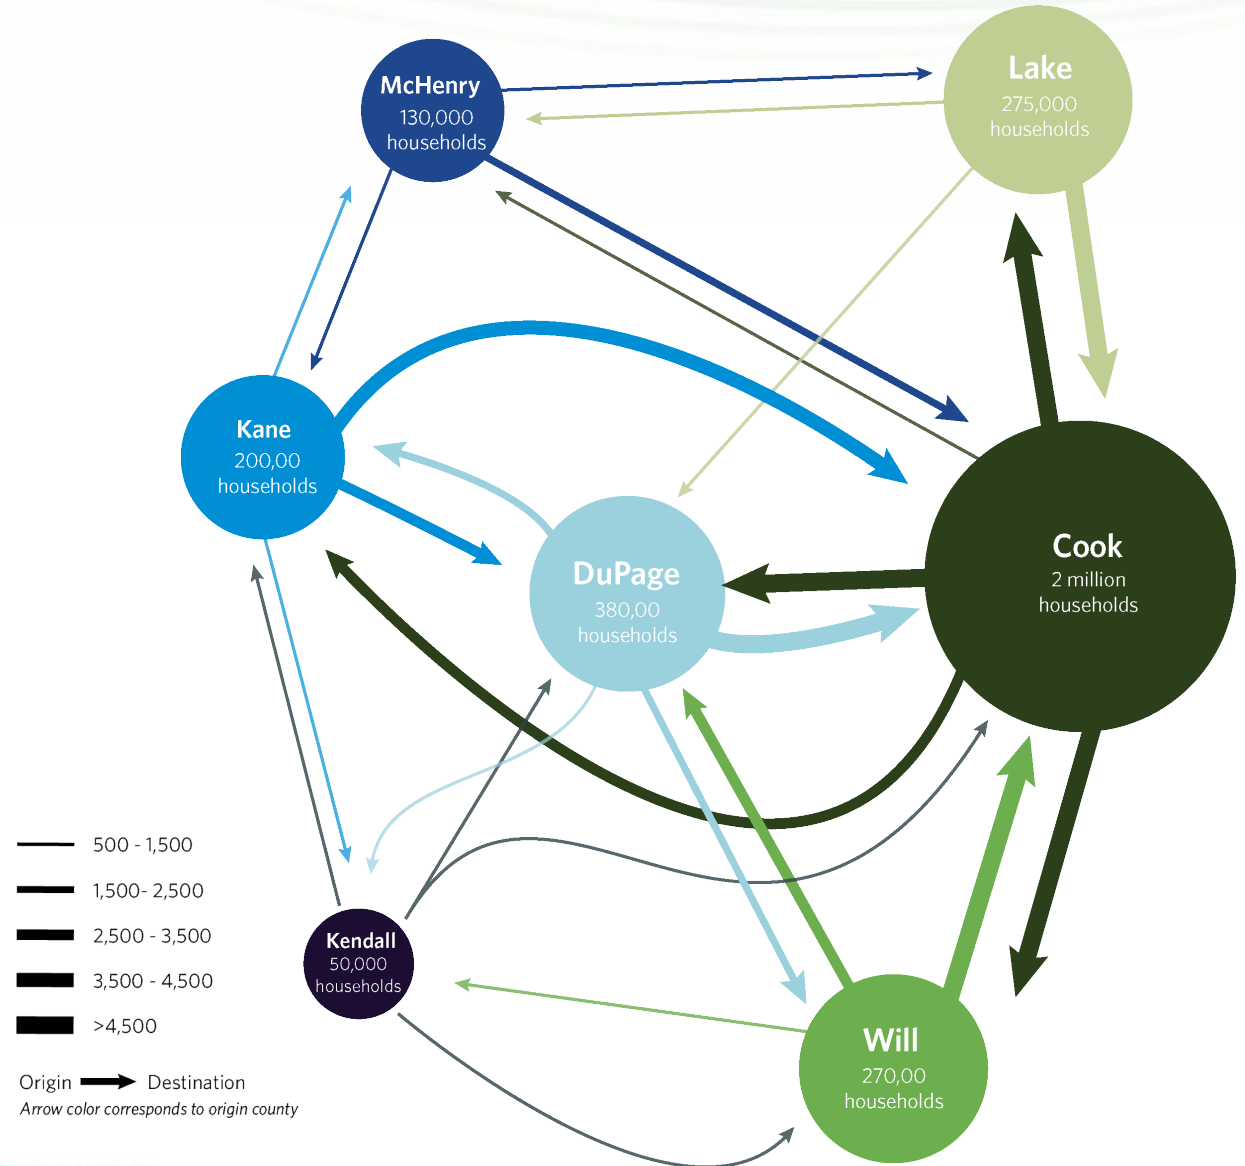 McHenry
130,000
households
Lake
275,000
households
Kane
200,00
households
DuPage
380,00
households
Cook
2 million
households
Kendall
50,000
households
Will
270,00
households
500 - 1,500
1,500- 2,500
2,500 - 3,500
3,500 - 4,500
>4,500
Origin Destination
Arrow color corresponds to origin county